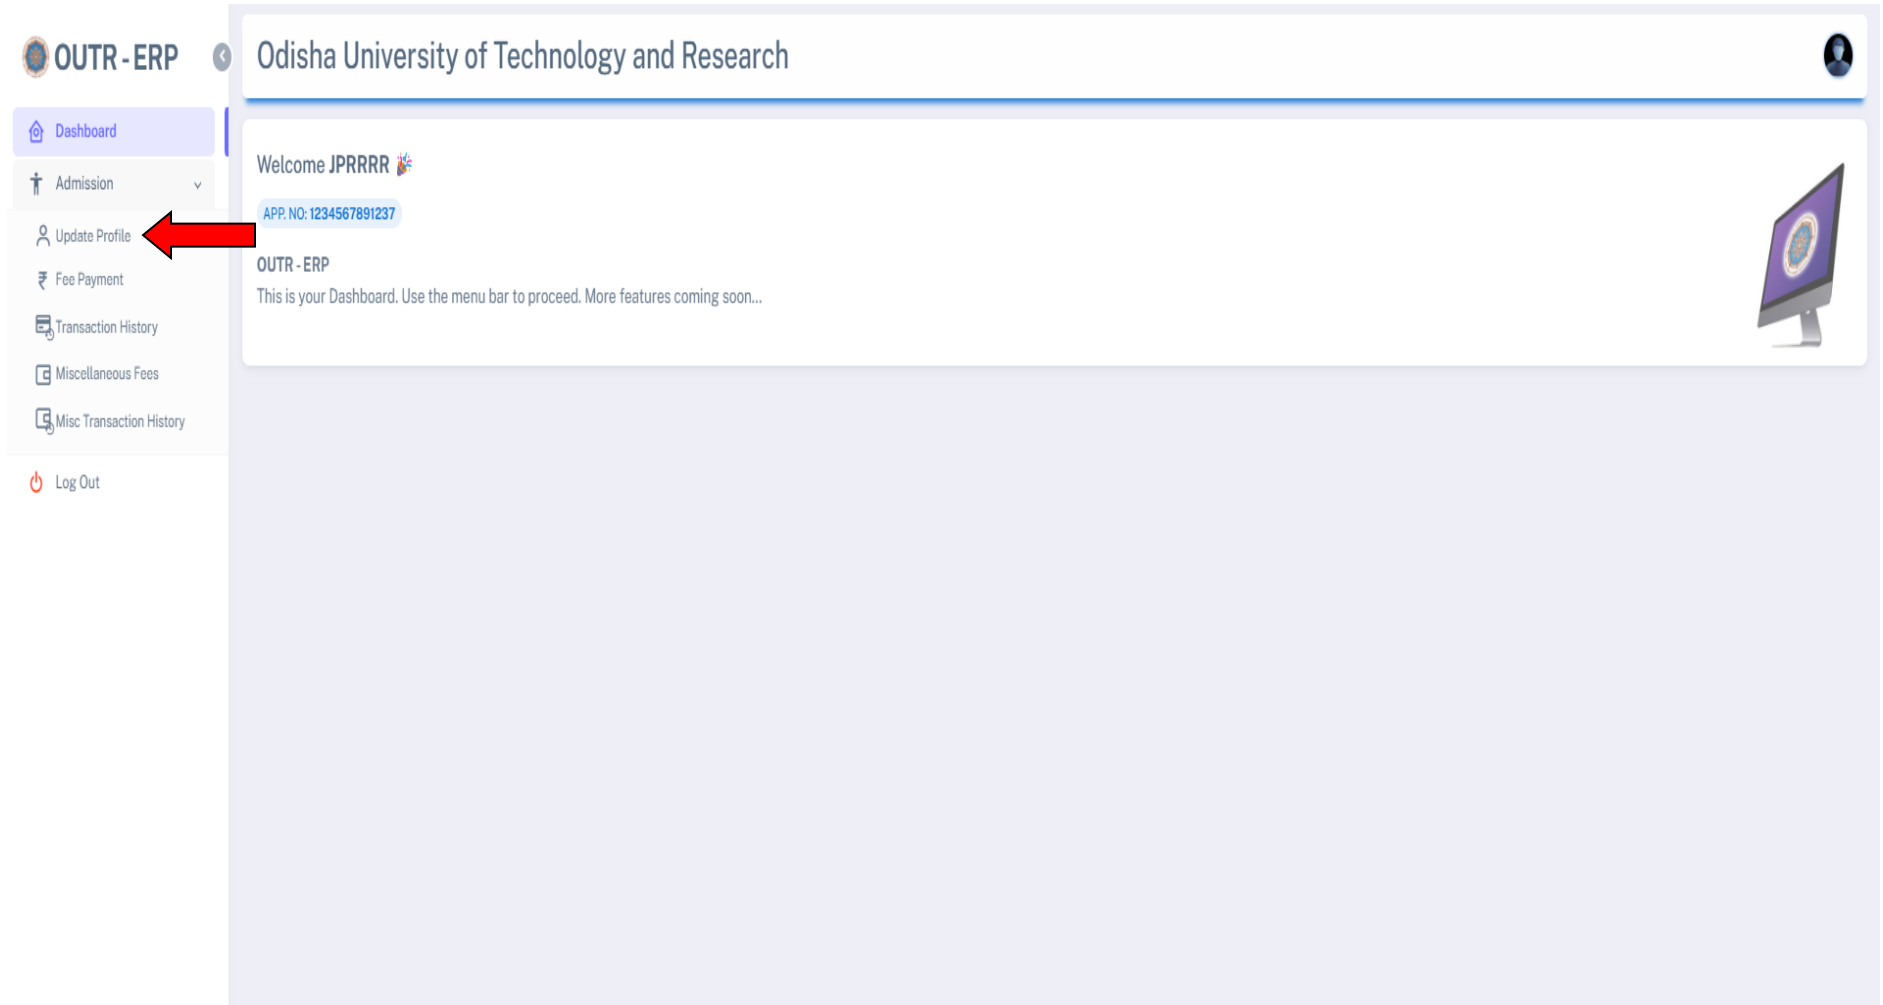 OUTR - ERP
Odisha University of Technology and Research
Dashboard
Admission
Update Profile
Fee Payment
Transaction History
Miscellaneous Fees
Misc Transaction History
Log Out
Welcome JPRRRR
APP. NO: 1234567891237
OUTR - ERP
This is your Dashboard. Use the menu bar to proceed. More features coming soon...